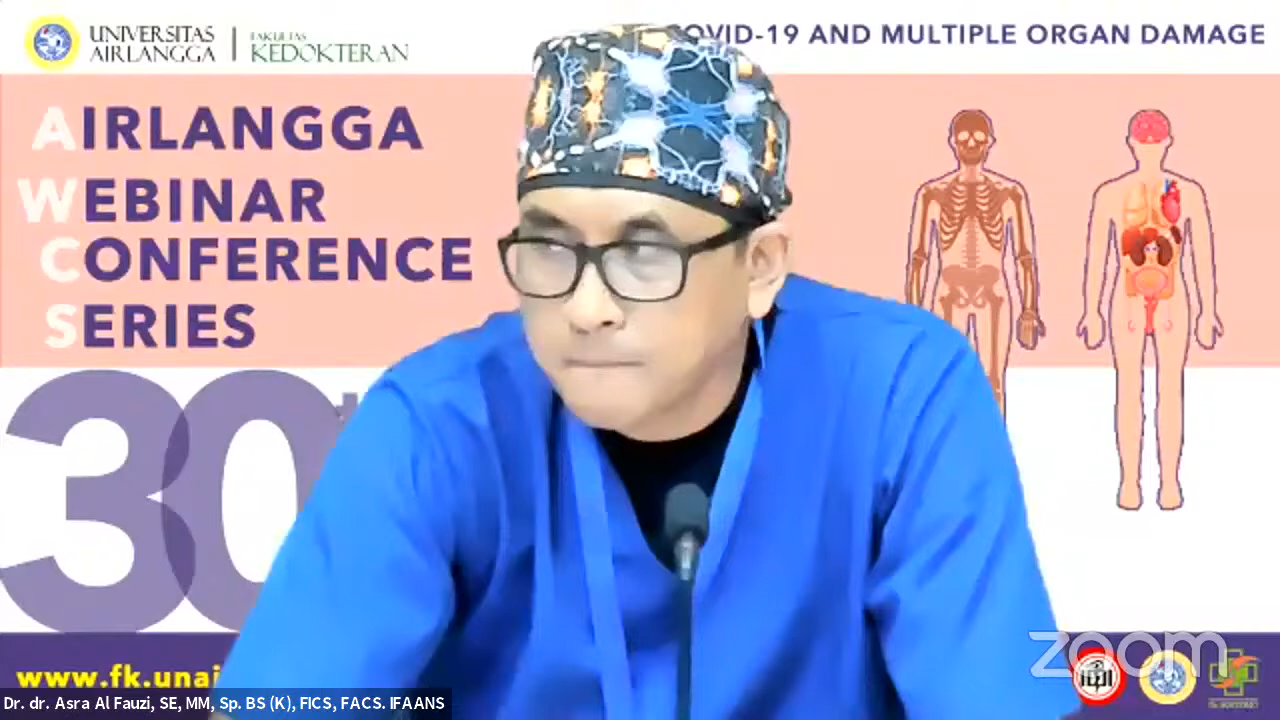 UNIVERSITAS
AIRLANGGA
FAKULTAS
KEDOKTERAN
OVID-19 AND MULTIPLE ORGAN DAMAGE
AIRLANGGA
WEBINAR
CONFERENCE
SERIES
30
www.fk.unai
zoom
Dr. dr. Asra Al Fauzi, SE, MM, Sp. BS (K), FICS, FACS. IFAANS